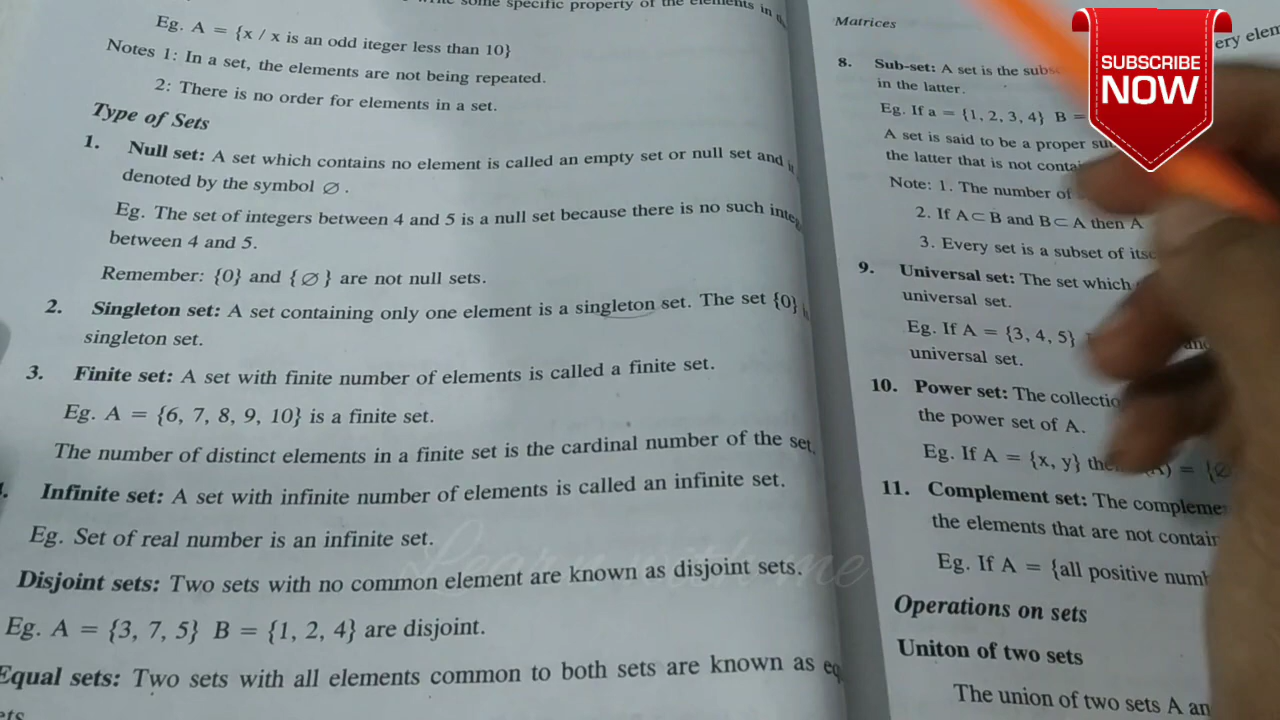 some specific property of the elements in
Eg. A = {x / x is an odd iteger less than 10}
Notes 1: In a set, the elements are not being repeated.
2: There is no order for elements in a set.
Type of Sets
1. Null set: A set which contains no element is called an empty set or null set and
denoted by the symbol ∅ .
Eg. The set of integers between 4 and 5 is a null set because there is no such
between 4 and 5.
Remember: {0} and {∅} are not null sets.
2. Singleton set: A set containing only one element is a singleton set. The set {0}
singleton set.
3. Finite set: A set with finite number of elements is called a finite set.
Eg. A = {6, 7, 8, 9, 10} is a finite set.
The number of distinct elements in a finite set is the cardinal number of the set.
Infinite set: A set with infinite number of elements is called an infinite set.
Eg. Set of real number is an infinite set.
Disjoint sets: Two sets with no common element are known as disjoint sets.
Eg. A = {3, 7, 5} B = {1, 2, 4} are disjoint.
Equal sets: Two sets with all elements common to both sets are known as
Matrices
8. Sub-set: A set is the
in the latter.
Eg. If a = {1, 2, 3, 4} B =
A set is said to be a proper
the latter that is not
Note: 1. The number of
2. If A⊂B and B⊂A then A
3. Every set is a subset of
9. Universal set: The set which
universal set.
Eg. If A = {3, 4, 5}
universal set.
10. Power set: The
the power set of A.
Eg. If A = {x, y}
11. Complement set: The
the elements that are not
Eg. If A = {all positive
Operations on sets
Uniton of two sets
The union of two sets A
SUBSCRIBE
NOW
Learn with me